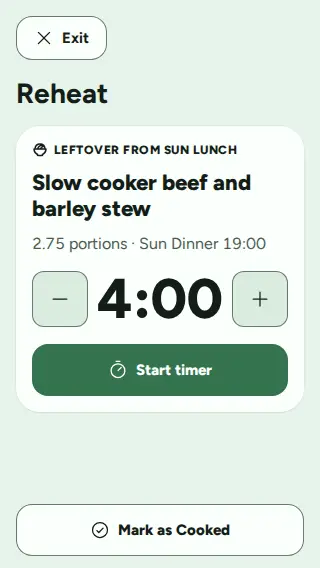 Exit
Reheat
LEFTOVER FROM SUN LUNCH
Slow cooker beef and
barley stew
2.75 portions · Sun Dinner 19:00
− 4:00 +
Start timer
Mark as Cooked